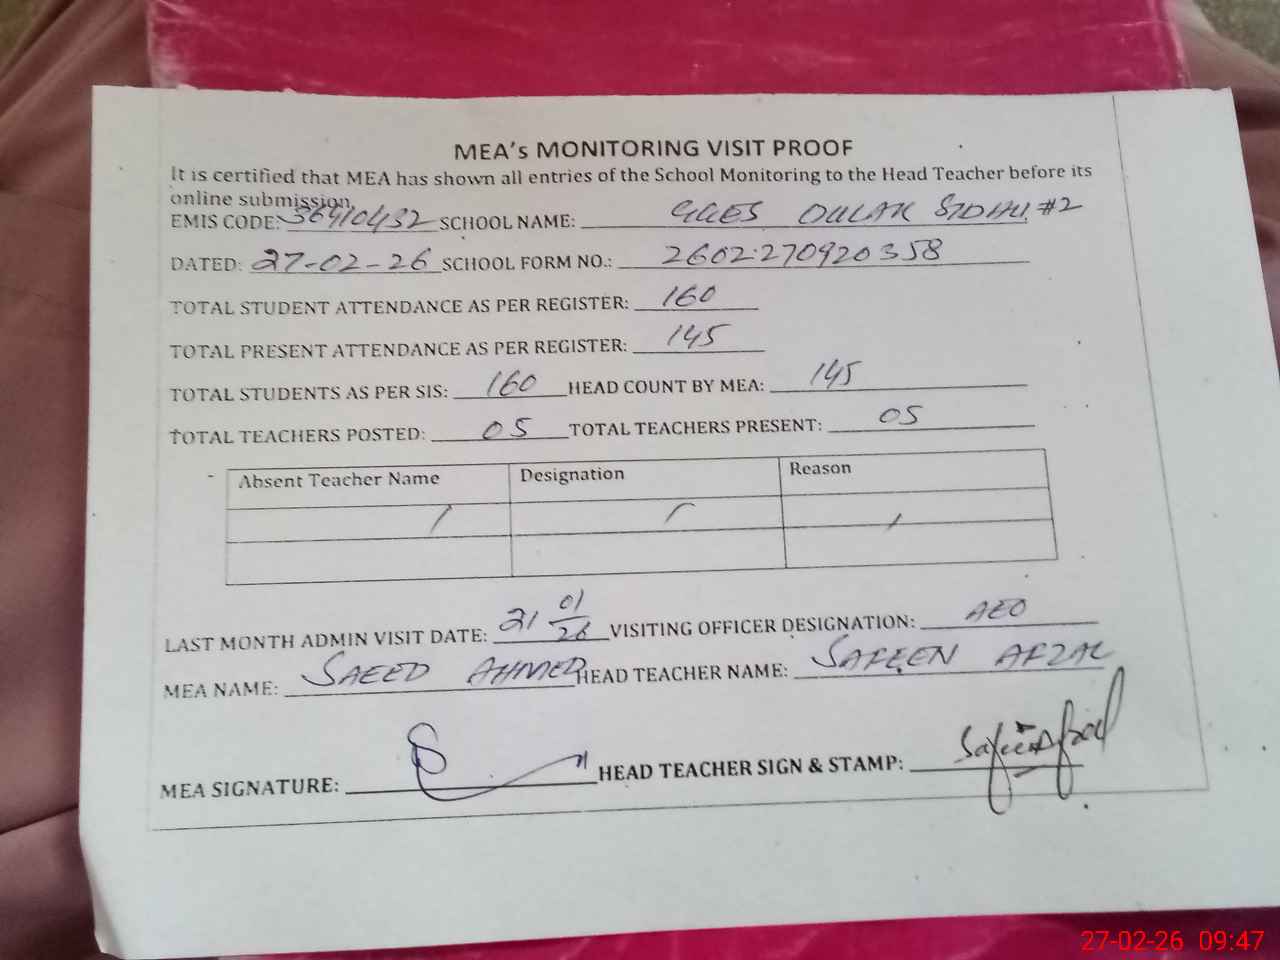 MEA's MONITORING VISIT PROOF
It is certified that MEA has shown all entries of the School Monitoring to the Head Teacher before its
online submission.
EMIS CODE: 36410432 SCHOOL NAME: GGES #2
DATED: 27-02-26 SCHOOL FORM NO.: 2602270920358
TOTAL STUDENT ATTENDANCE AS PER REGISTER: 160
TOTAL PRESENT ATTENDANCE AS PER REGISTER: 145
TOTAL STUDENTS AS PER SIS: 160 HEAD COUNT BY MEA: 145
TOTAL TEACHERS POSTED: 05 TOTAL TEACHERS PRESENT: 05
Absent Teacher Name Designation Reason
/ / /
LAST MONTH ADMIN VISIT DATE: 21 01/26 VISITING OFFICER DESIGNATION: AEO
MEA NAME: SAEED AHMED HEAD TEACHER NAME: SAFEEN AFZAL
MEA SIGNATURE: HEAD TEACHER SIGN & STAMP:
27-02-26 09:47